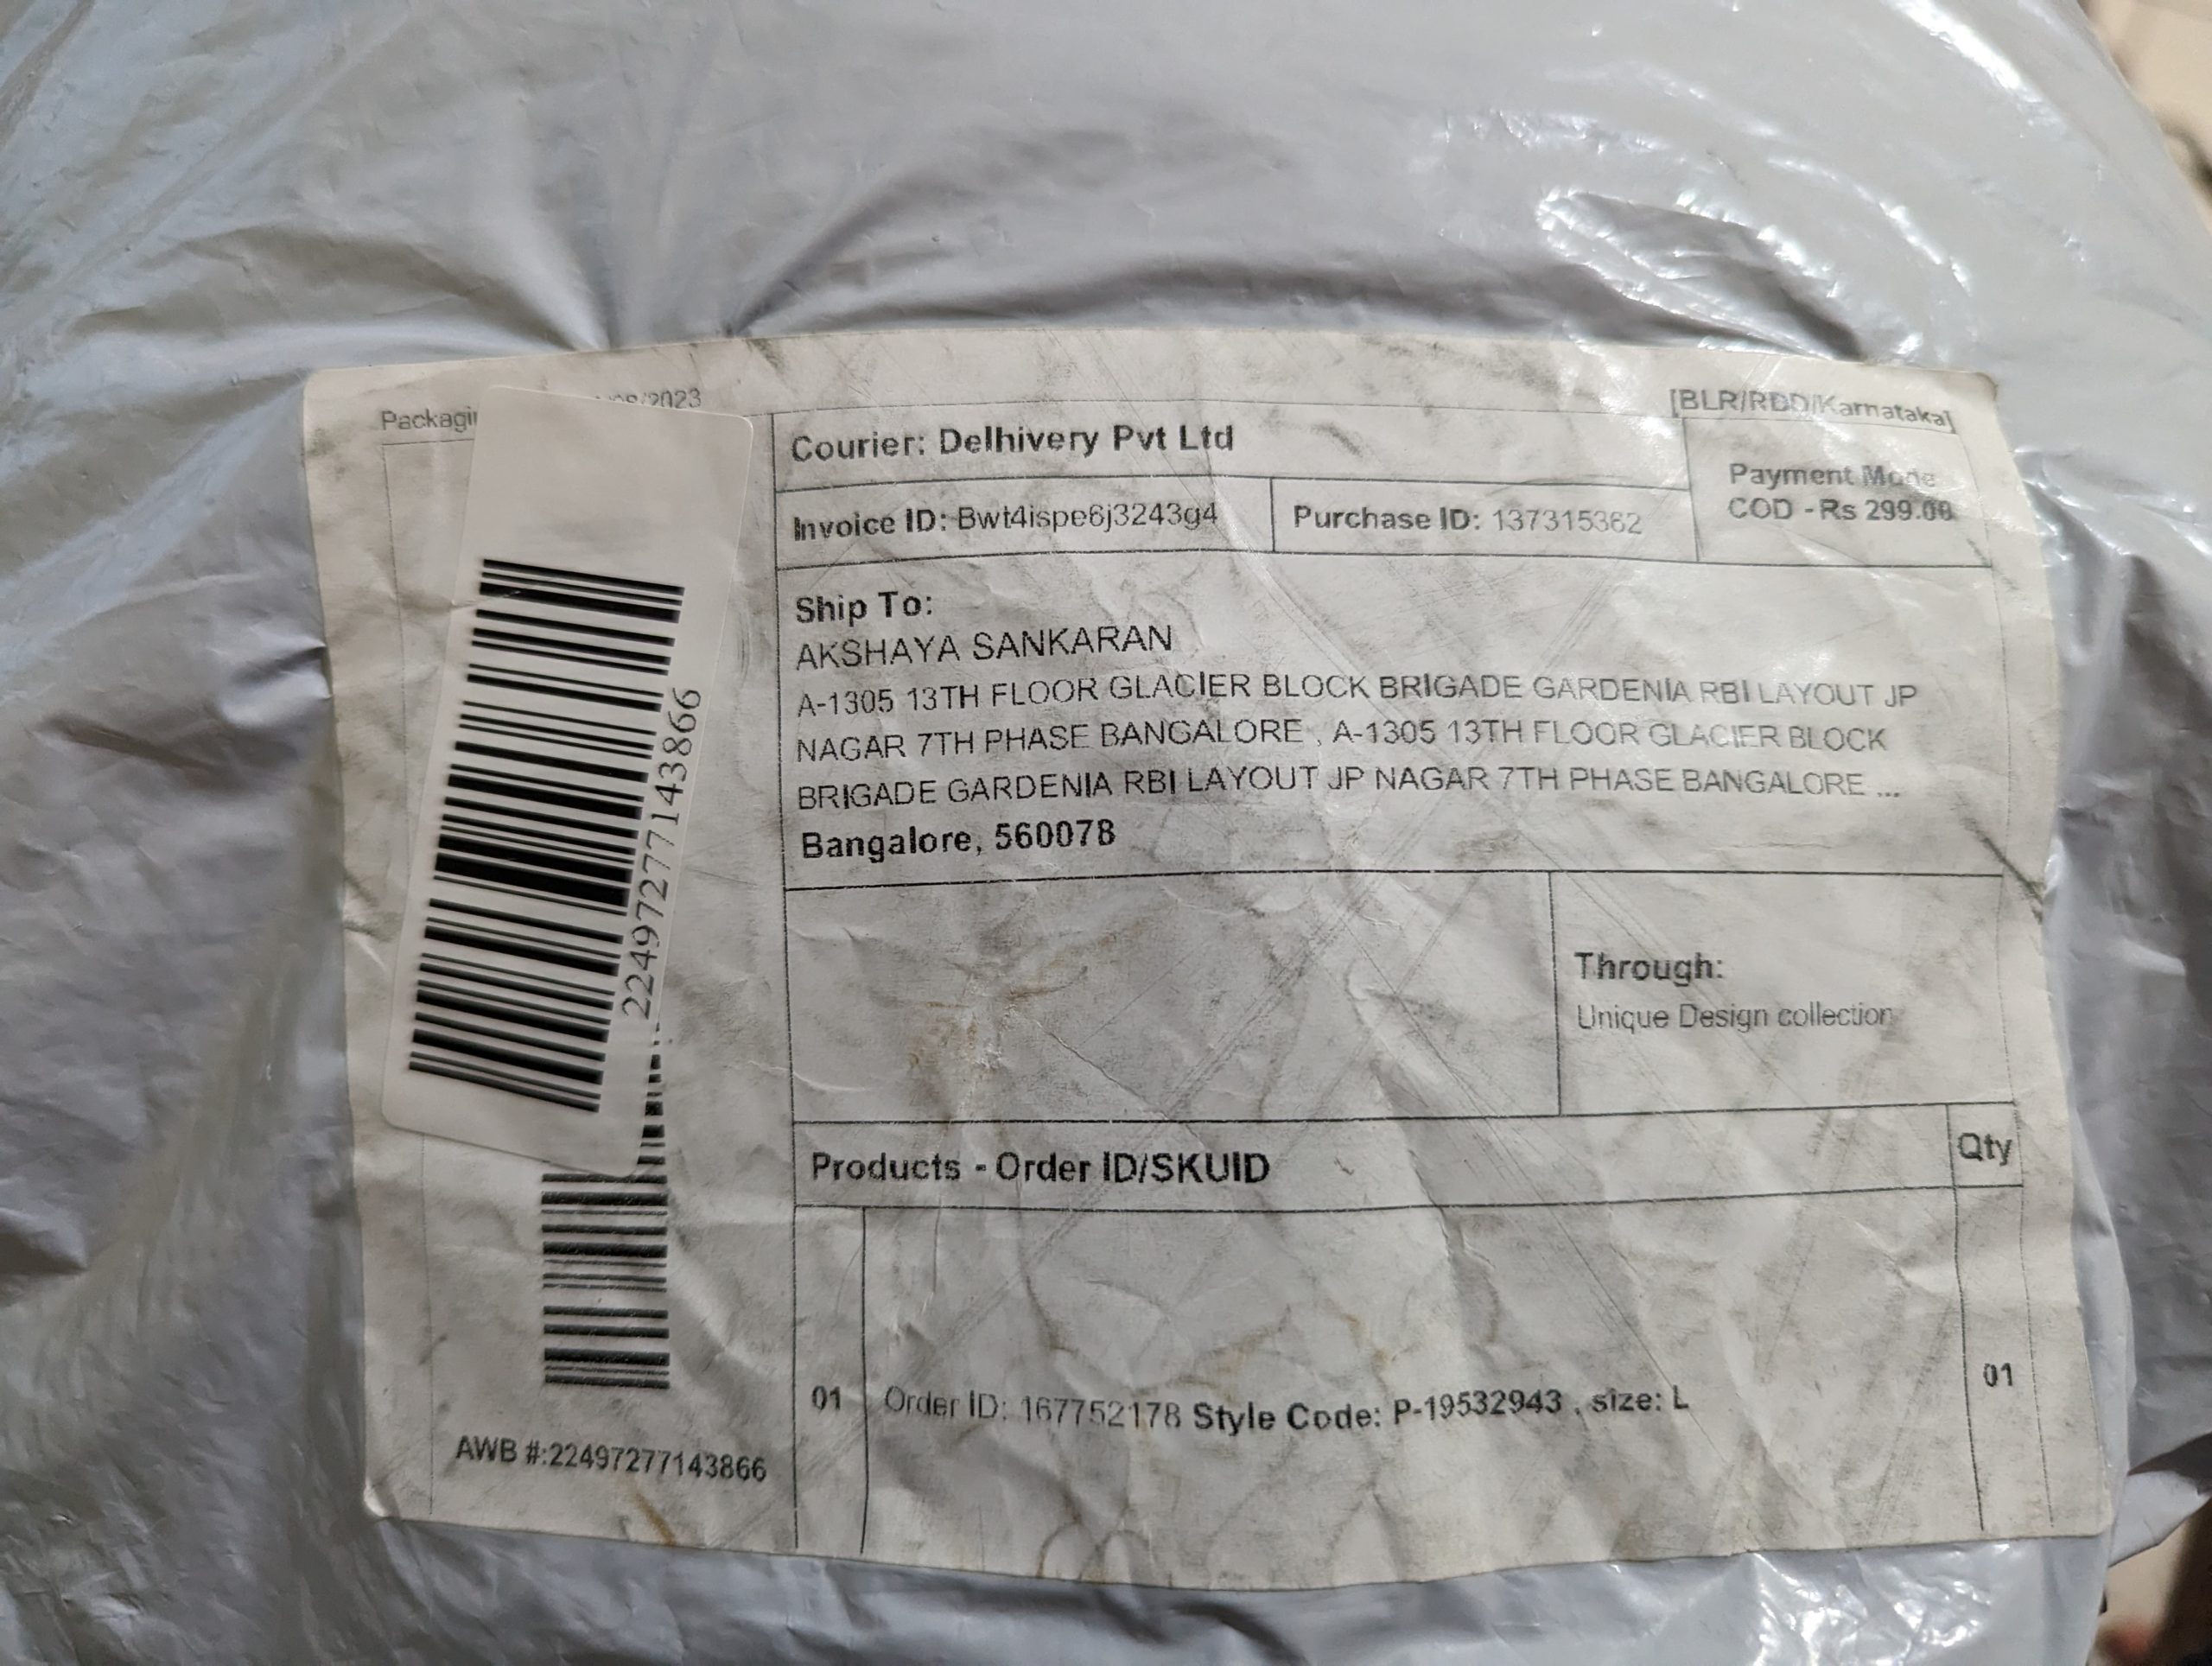 08/2023
[BLR/RDD/Karnataka]
Courier: Delhivery Pvt Ltd
Payment Mode
COD - Rs 299.00
Invoice ID: Bwt4ispe6j3243g4
Purchase ID: 137315362
Ship To:
AKSHAYA SANKARAN
A-1305 13TH FLOOR GLACIER BLOCK BRIGADE GARDENIA RBI LAYOUT JP
NAGAR 7TH PHASE BANGALORE , A-1305 13TH FLOOR GLACIER BLOCK
BRIGADE GARDENIA RBI LAYOUT JP NAGAR 7TH PHASE BANGALORE ...
Bangalore, 560078
22497277143866
Through:
Unique Design collection
Products - Order ID/SKUID
Qty
01
Order ID: 167752178 Style Code: P-19532943 , size: L
01
AWB #:22497277143866